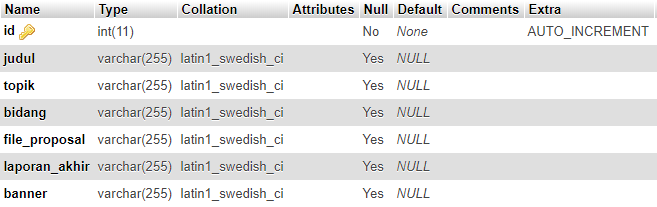 Name Type Collation Attributes Null Default Comments Extra
id int(11) No None AUTO_INCREMENT
judul varchar(255) latin1_swedish_ci Yes NULL
topik varchar(255) latin1_swedish_ci Yes NULL
bidang varchar(255) latin1_swedish_ci Yes NULL
file_proposal varchar(255) latin1_swedish_ci Yes NULL
laporan_akhir varchar(255) latin1_swedish_ci Yes NULL
banner varchar(255) latin1_swedish_ci Yes NULL